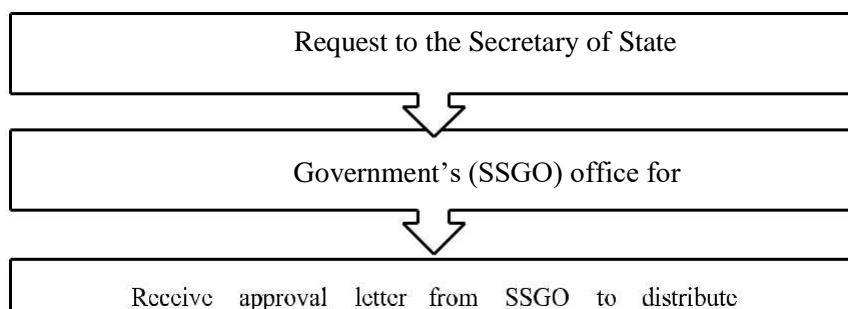 Request to the Secretary of State
Government’s (SSGO) office for
Receive approval letter from SSGO to distribute